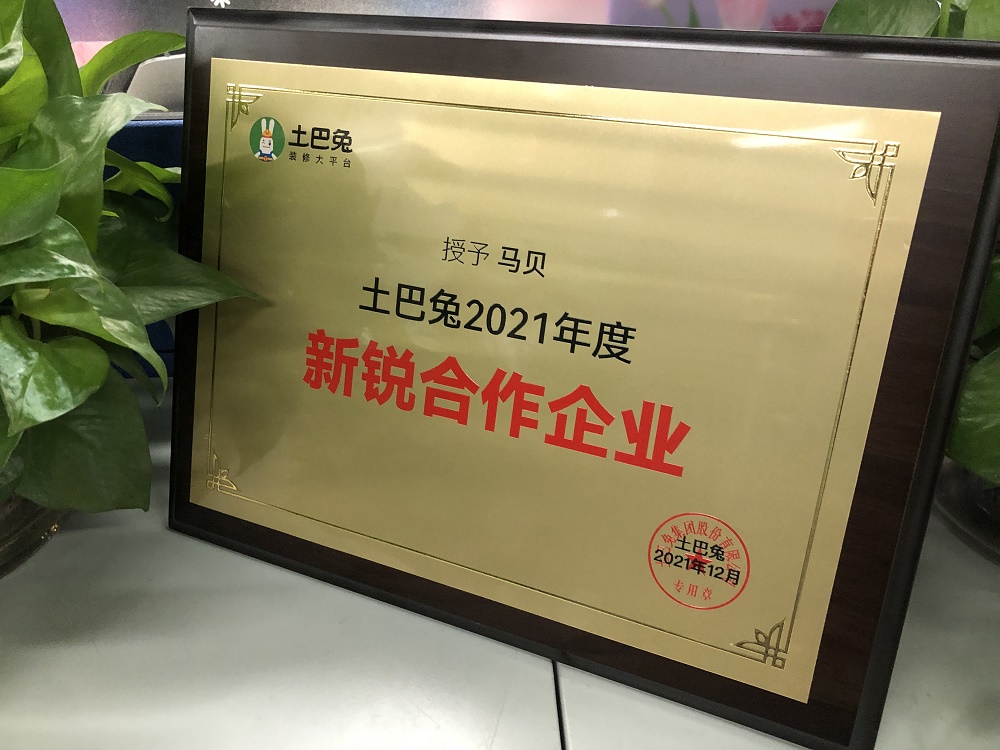 土巴兔
装修大平台
授予 马贝
土巴兔2021年度
新锐合作企业
土巴兔
2021年12月
专用章